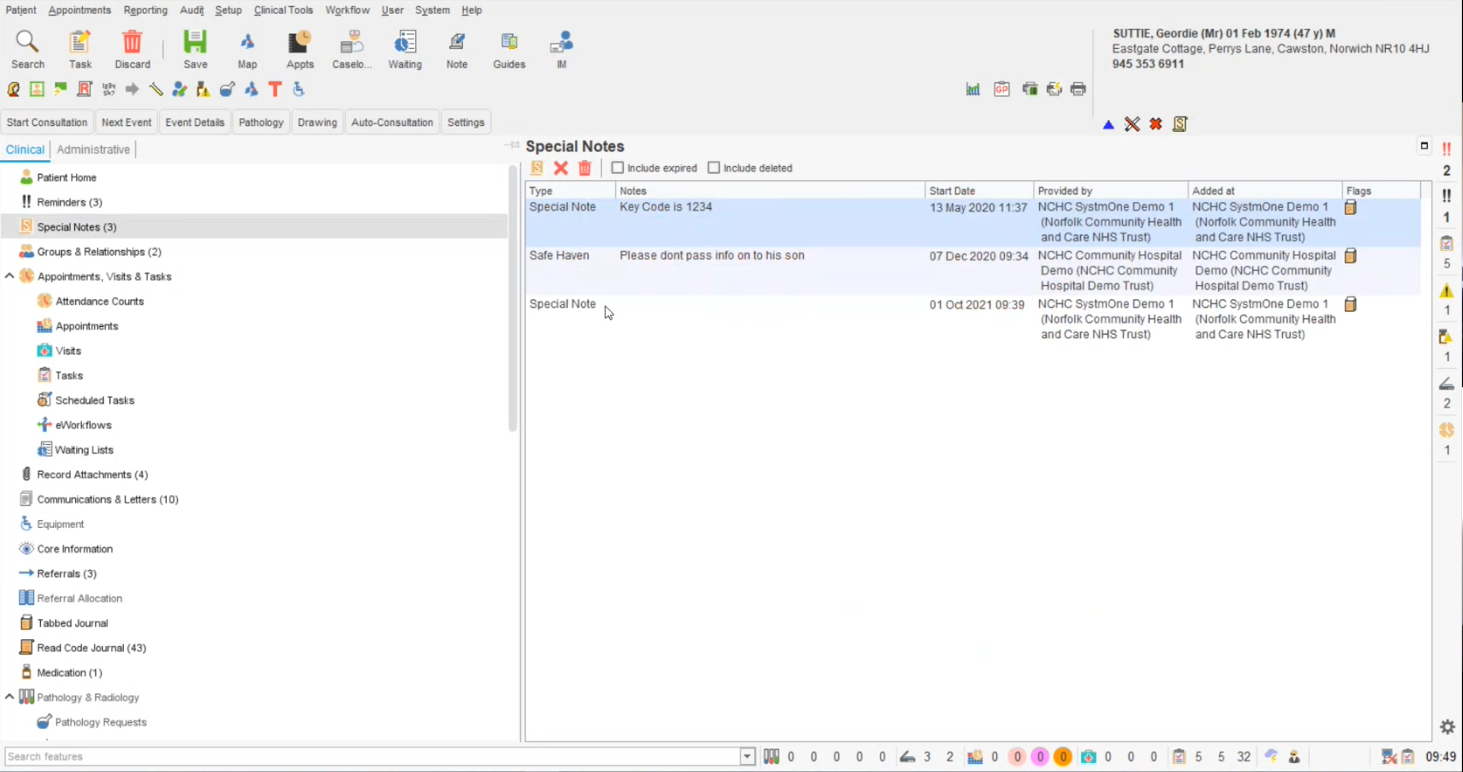 Patient Appointments Reporting Audit Setup Clinical Tools Workflow User System Help
Search Task Discard Save Map Appts Caselo... Waiting Note Guides IM
SUTTIE, Geordie (Mr) 01 Feb 1974 (47 y) M
Eastgate Cottage, Perrys Lane, Cawston, Norwich NR10 4HJ
945 353 6911
Start Consultation Next Event Event Details Pathology Drawing Auto-Consultation Settings
Clinical Administrative
Patient Home
Reminders (3)
Special Notes (3)
Groups & Relationships (2)
Appointments, Visits & Tasks
Attendance Counts
Appointments
Visits
Tasks
Scheduled Tasks
eWorkflows
Waiting Lists
Record Attachments (4)
Communications & Letters (10)
Equipment
Core Information
Referrals (3)
Referral Allocation
Tabbed Journal
Read Code Journal (43)
Medication (1)
Pathology & Radiology
Pathology Requests
Special Notes
Include expired Include deleted
Type Notes Start Date Provided by Added at Flags
Special Note Key Code is 1234 13 May 2020 11:37 NCHC SystmOne Demo 1 NCHC SystmOne Demo 1
(Norfolk Community Health (Norfolk Community Health
and Care NHS Trust) and Care NHS Trust)
Safe Haven Please dont pass info on to his son 07 Dec 2020 09:34 NCHC Community Hospital NCHC Community Hospital
Demo (NCHC Community Demo (NCHC Community
Hospital Demo Trust) Hospital Demo Trust)
Special Note 01 Oct 2021 09:39 NCHC SystmOne Demo 1 NCHC SystmOne Demo 1
(Norfolk Community Health (Norfolk Community Health
and Care NHS Trust) and Care NHS Trust)
2
1
5
1
1
2
1
Search features 0 0 0 0 0 3 2 0 0 0 0 0 0 0 5 5 32 09:49